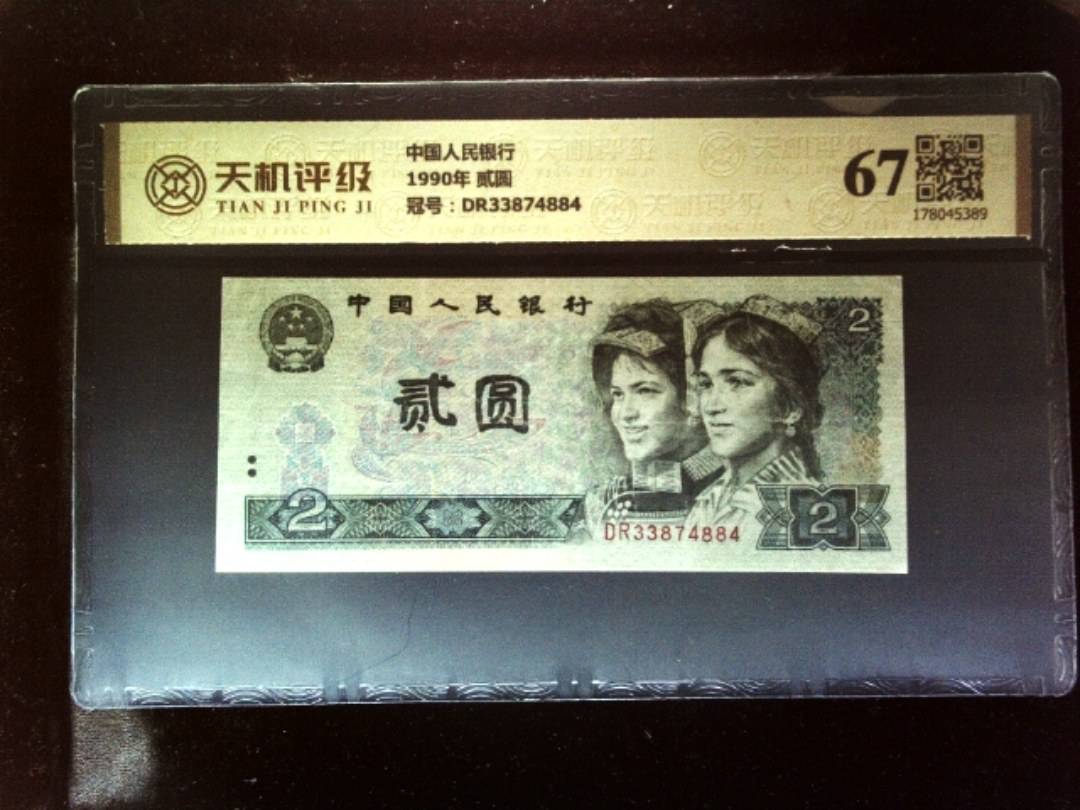 天机评级
TIAN JI PING JI
中国人民银行
1990年 贰圆
冠号：DR33874884
67
178045389
中国人民银行
贰圆
2
2
2
DR33874884